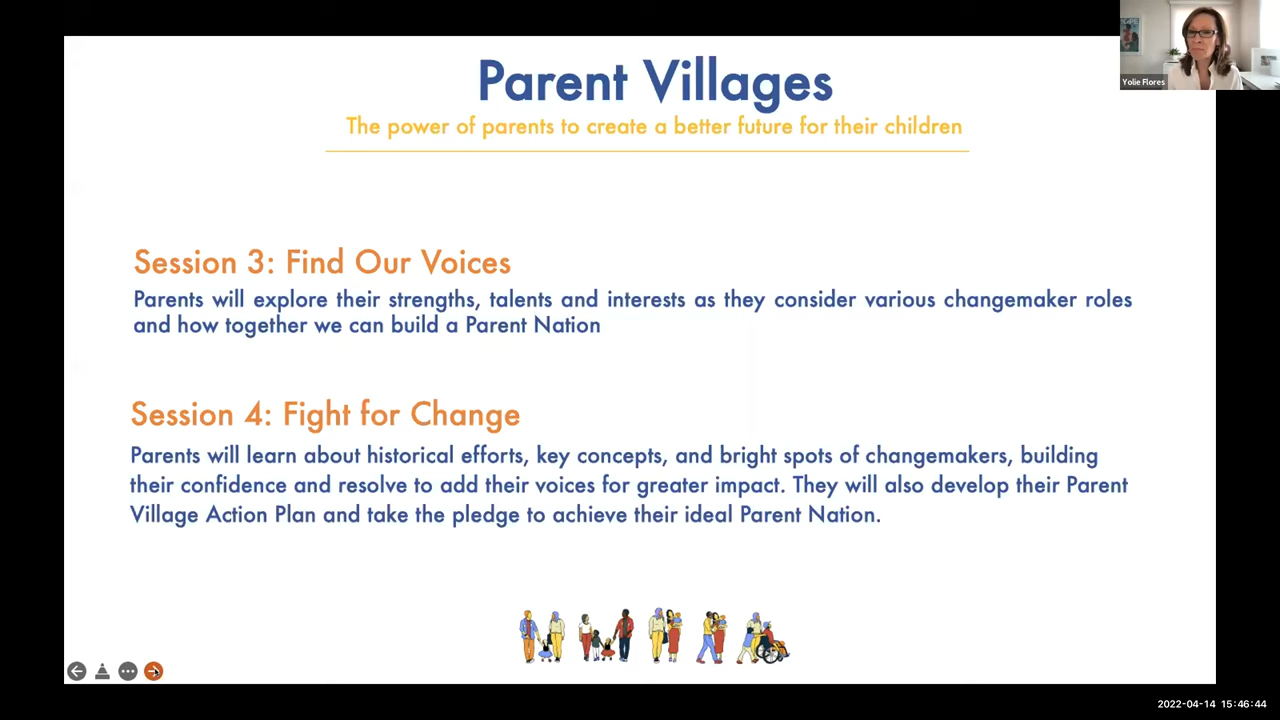 Parent Villages
The power of parents to create a better future for their children
Yolie Flores
Session 3: Find Our Voices
Parents will explore their strengths, talents and interests as they consider various changemaker roles
and how together we can build a Parent Nation
Session 4: Fight for Change
Parents will learn about historical efforts, key concepts, and bright spots of changemakers, building
their confidence and resolve to add their voices for greater impact. They will also develop their Parent
Village Action Plan and take the pledge to achieve their ideal Parent Nation.
2022-04-14 15:46:44